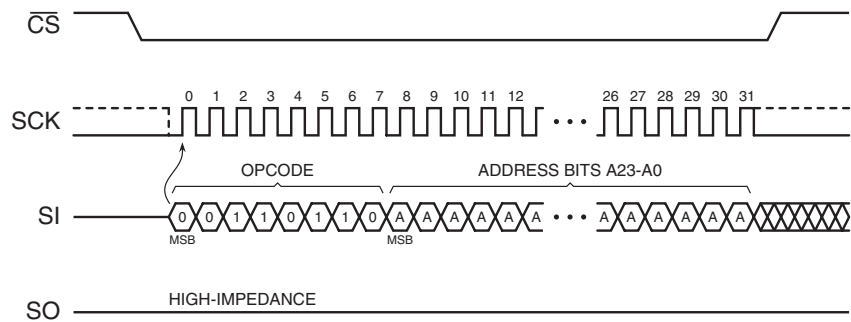 CS
SCK
0 1 2 3 4 5 6 7 8 9 10 11 12 26 27 28 29 30 31
OPCODE ADDRESS BITS A23-A0
SI
0 0 1 1 0 1 1 0 A A A A A A A A A A A A
MSB MSB
SO
HIGH-IMPEDANCE